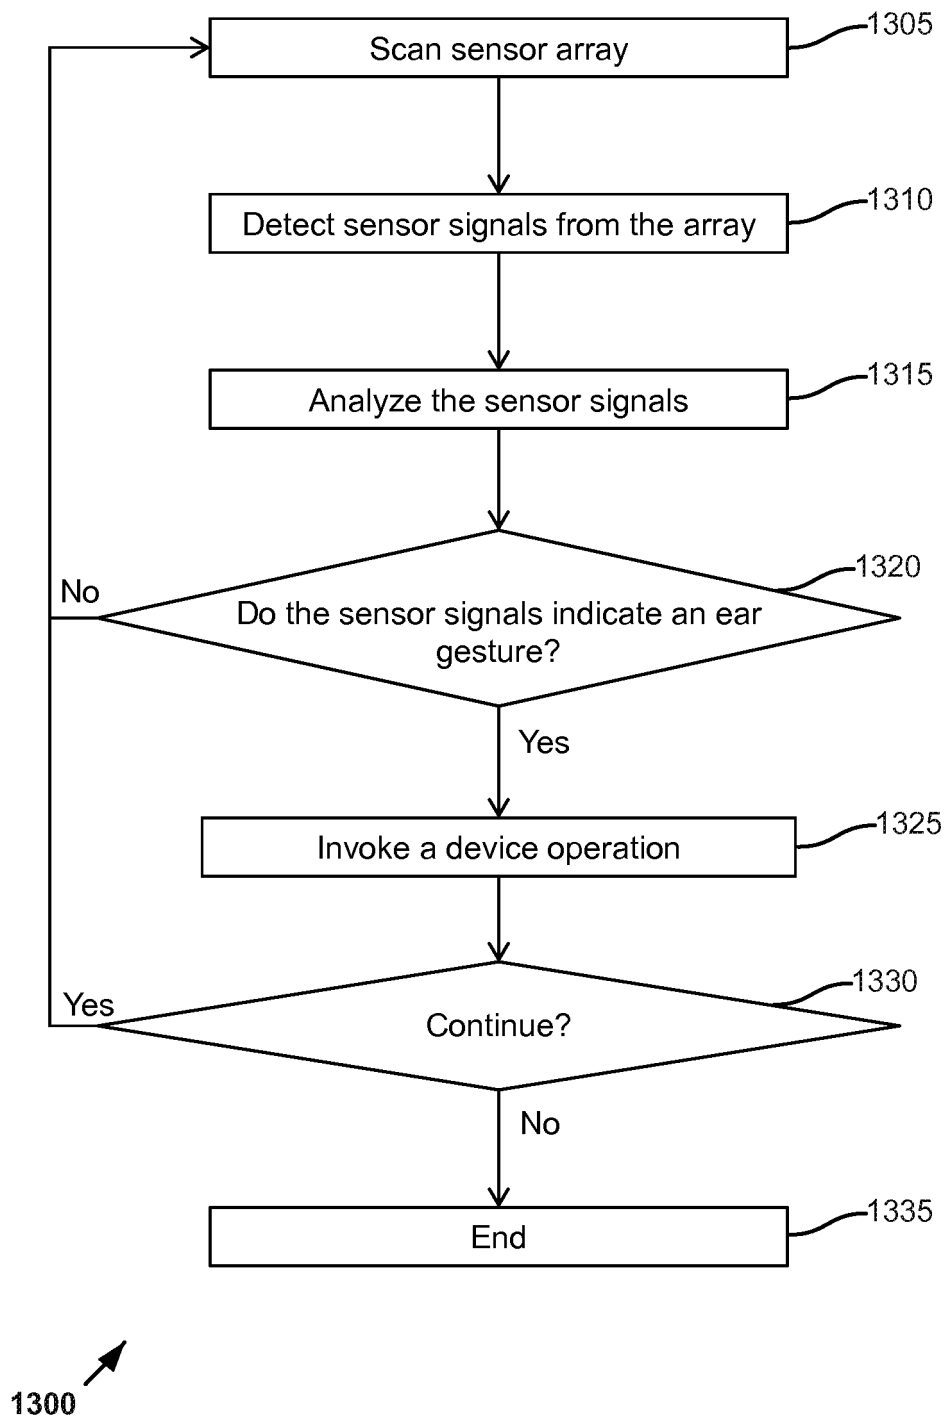 1305
Scan sensor array
1310
Detect sensor signals from the array
1315
Analyze the sensor signals
1320
No
Do the sensor signals indicate an ear
gesture?
Yes
1325
Invoke a device operation
1330
Yes
Continue?
No
1335
End
1300